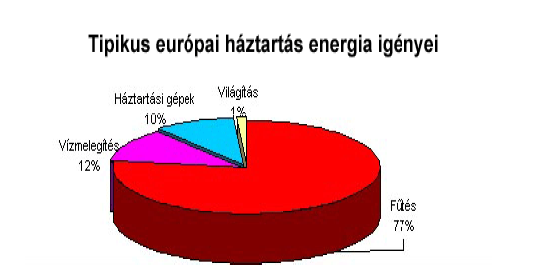 Tipikus európai háztartás energia igényei
Világítás
1%
Háztartási gépek
10%
Vízmelegítés
12%
Fűtés
77%